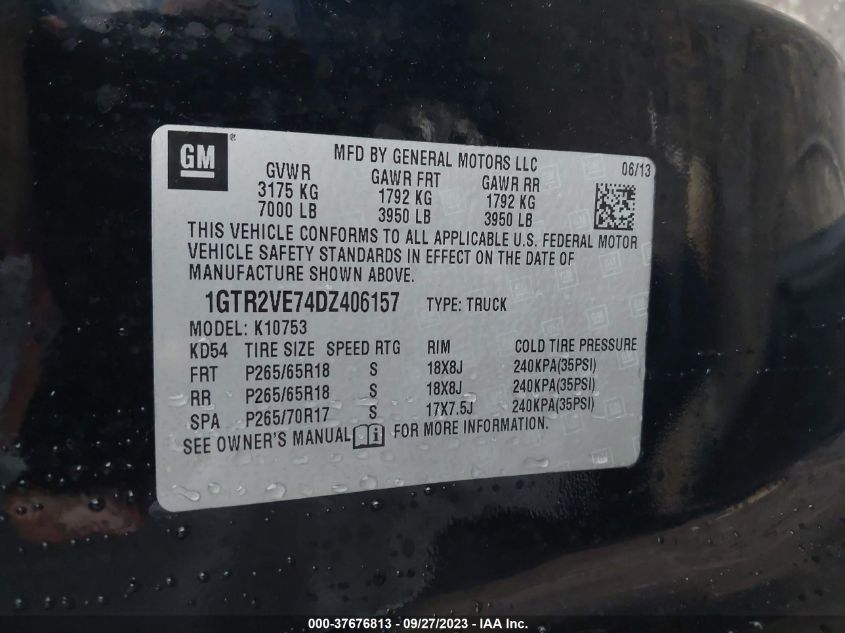 GM®
MFD BY GENERAL MOTORS LLC
06/13
GVWR GAWR FRT GAWR RR
3175 KG 1792 KG 1792 KG
7000 LB 3950 LB 3950 LB
THIS VEHICLE CONFORMS TO ALL APPLICABLE U.S. FEDERAL MOTOR
VEHICLE SAFETY STANDARDS IN EFFECT ON THE DATE OF
MANUFACTURE SHOWN ABOVE.
1GTR2VE74DZ406157 TYPE: TRUCK
MODEL: K10753
KD54 TIRE SIZE SPEED RTG RIM COLD TIRE PRESSURE
FRT P265/65R18 S 18X8J 240KPA(35PSI)
RR P265/65R18 S 18X8J 240KPA(35PSI)
SPA P265/70R17 S 17X7.5J 240KPA(35PSI)
SEE OWNER'S MANUAL FOR MORE INFORMATION.
000-37676813 - 09/27/2023 - IAA Inc.